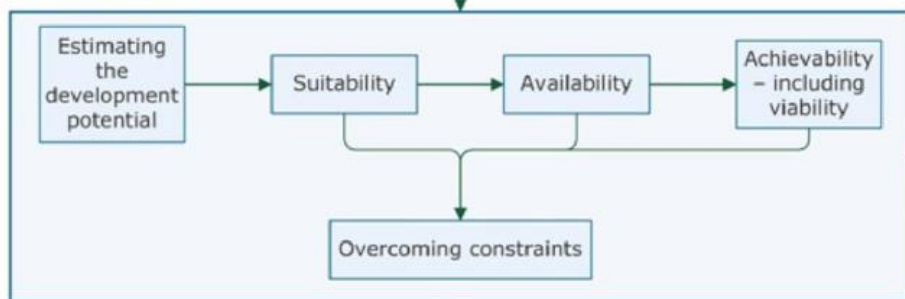 Estimating
the
development
potential
Suitability
Availability
Achievability
– including
viability
Overcoming constraints